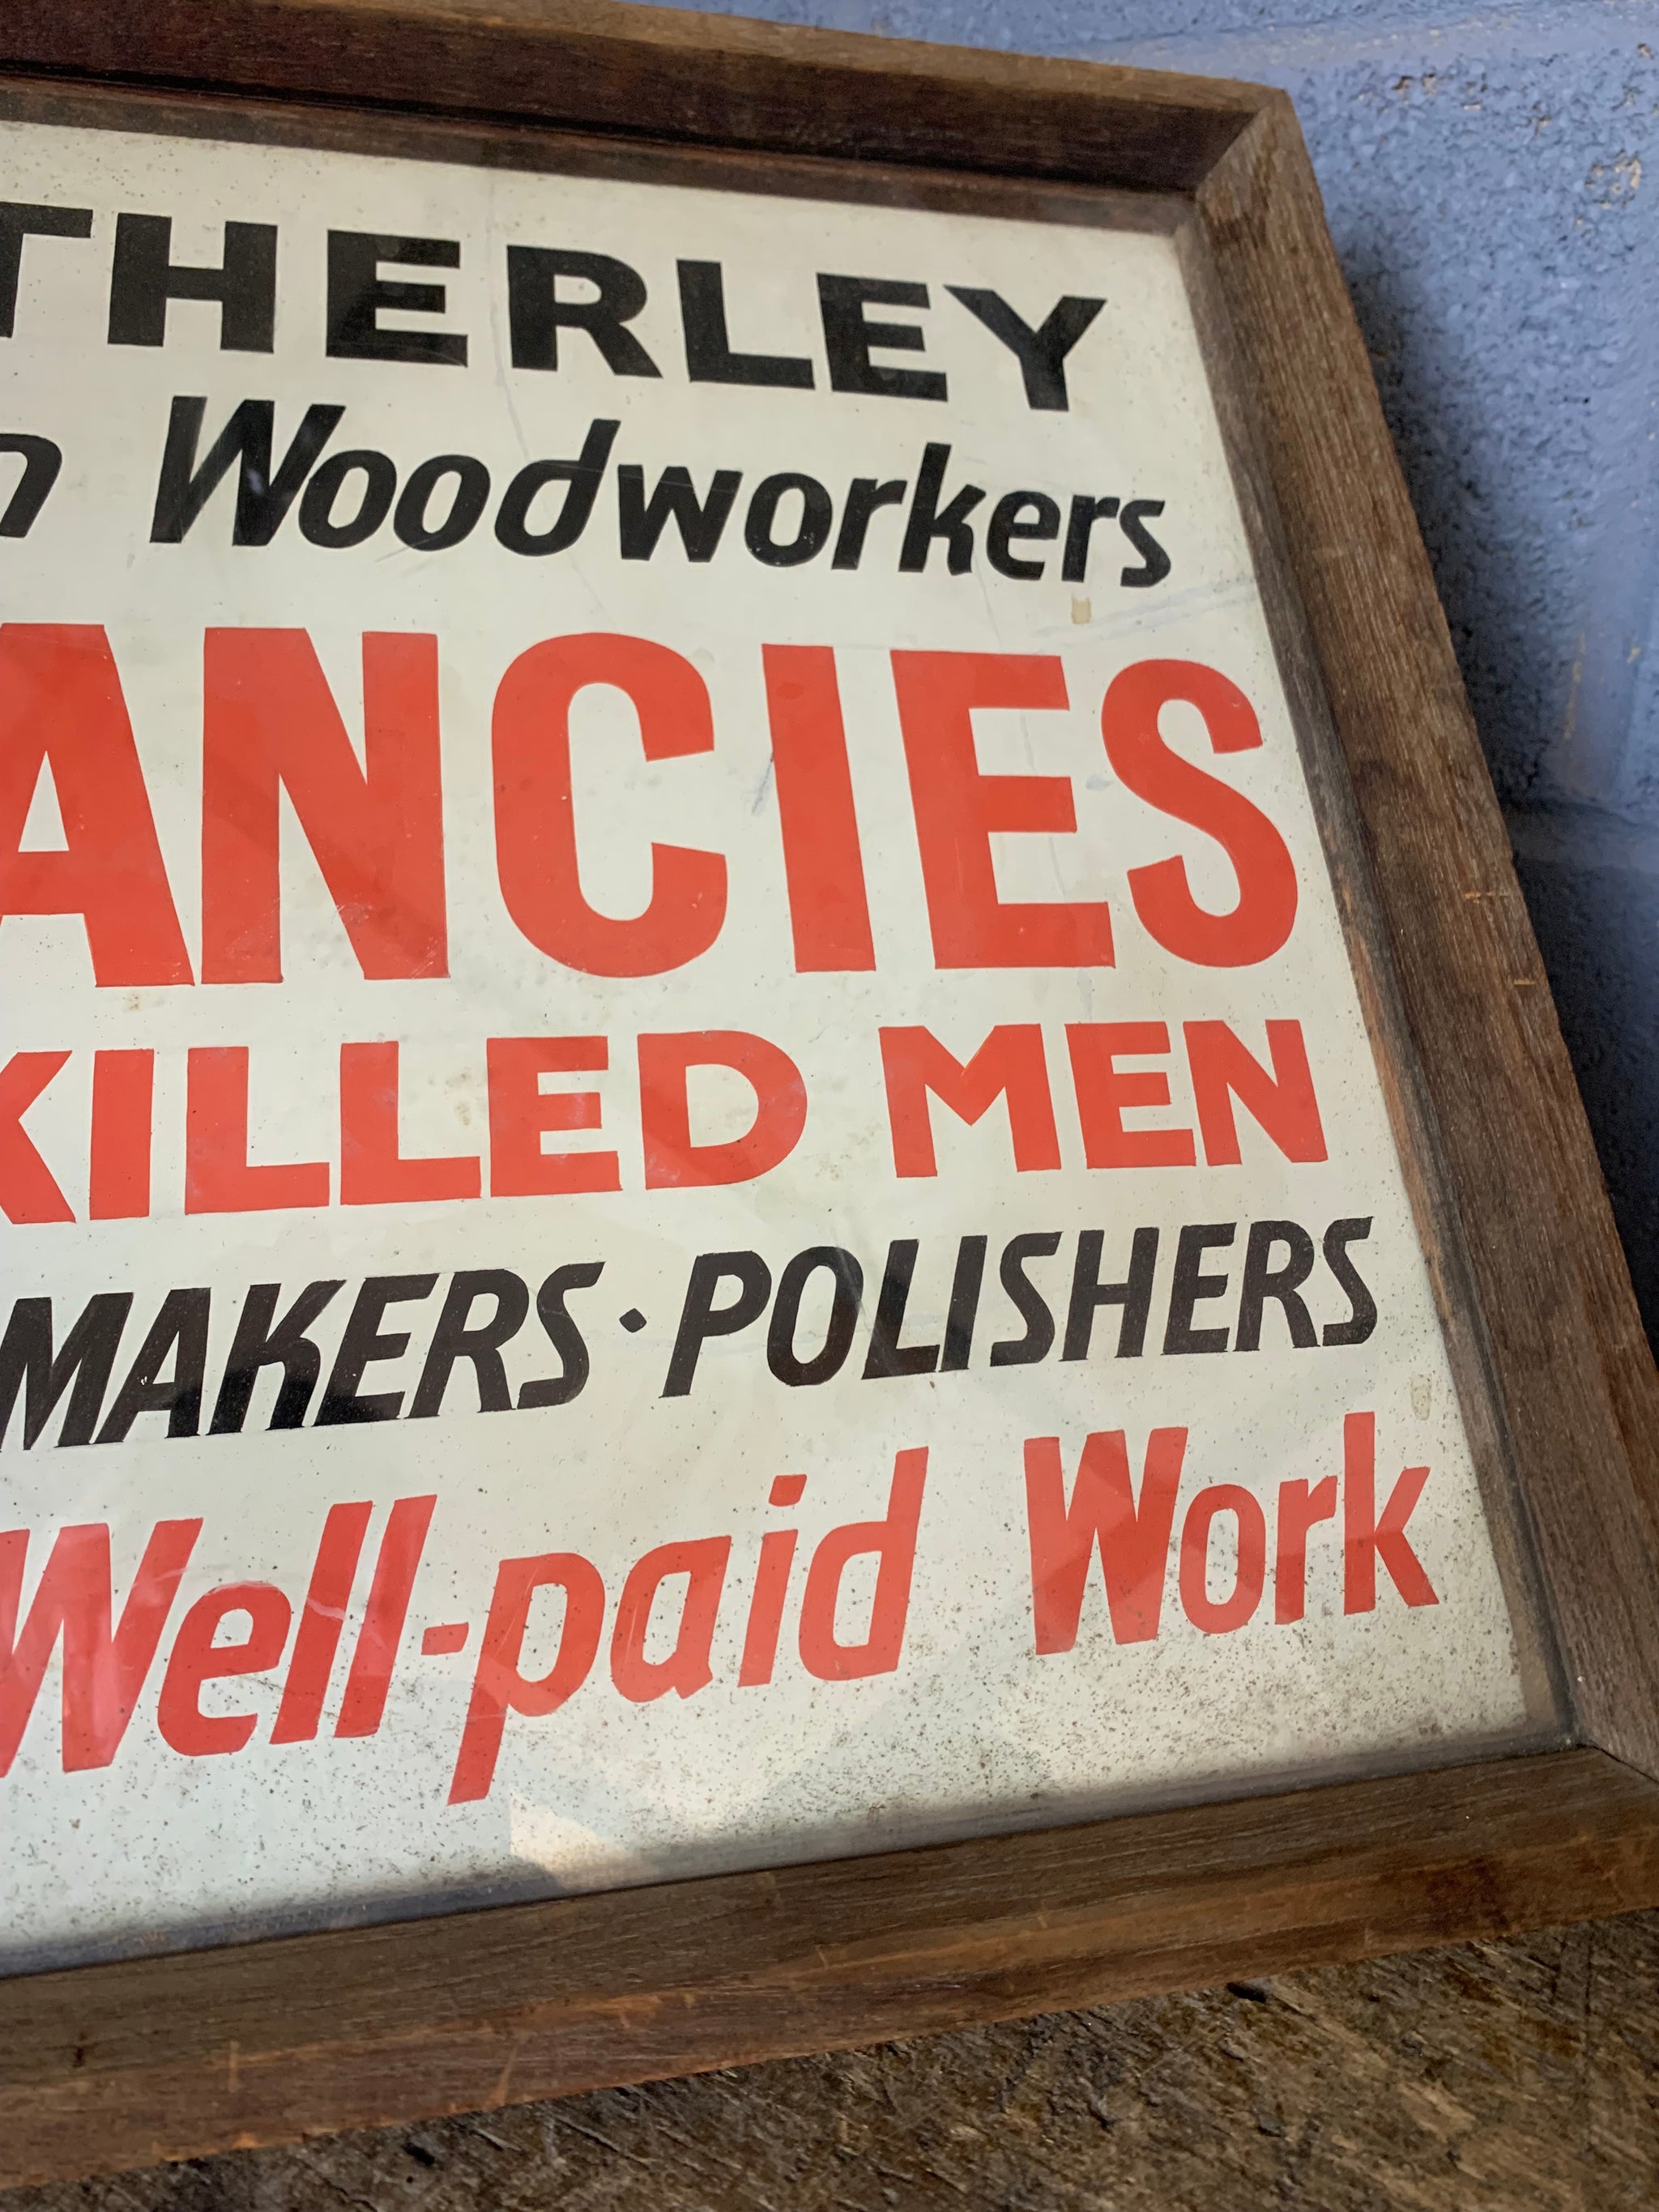 THERLEY
n Woodworkers
ANCIES
KILLED MEN
MAKERS · POLISHERS
Well-paid Work